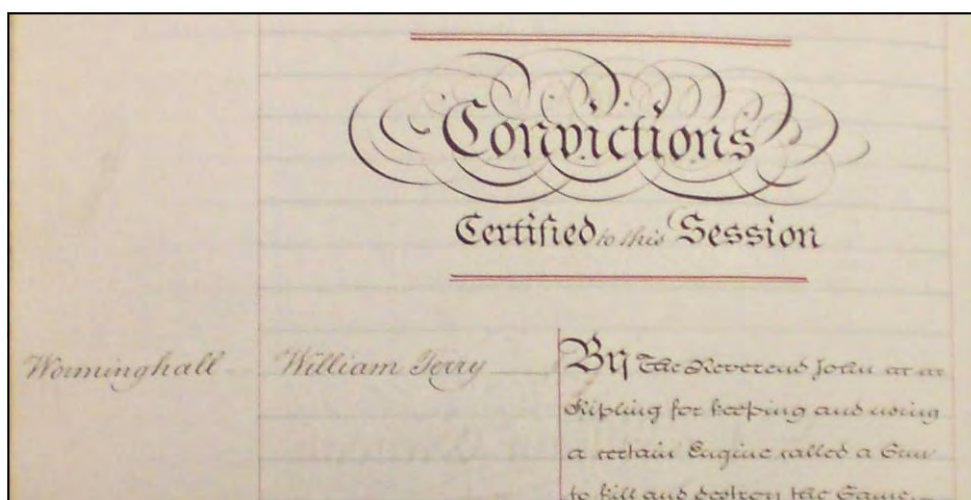 Convictions
Certified to this Session
Worminghall William Terry By The Reverend John
Kipling for keeping and using
a certain Engine called a Gun
to kill and destroy the Game